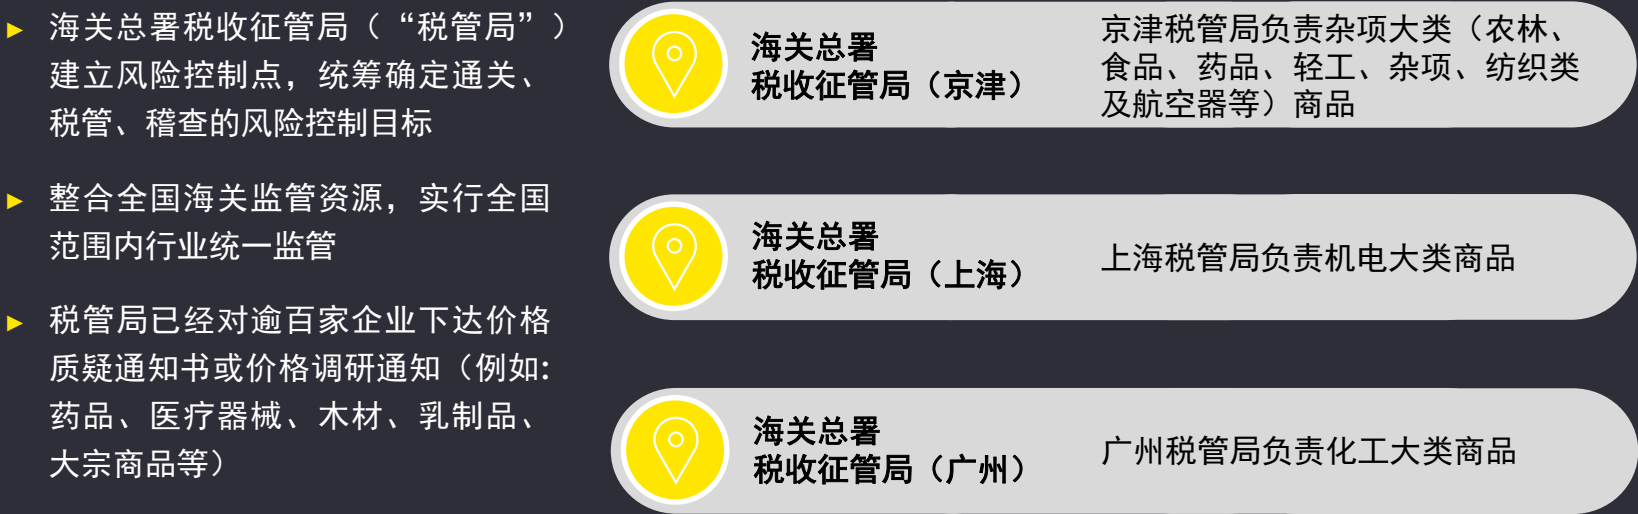 海关总署税收征管局（“税管局”）
建立风险控制点，统筹确定通关、
税管、稽查的风险控制目标
整合全国海关监管资源，实行全国
范围内行业统一监管
税管局已经对逾百家企业下达价格
质疑通知书或价格调研通知（例如:
药品、医疗器械、木材、乳制品、
大宗商品等）
海关总署
税收征管局（京津）
京津税管局负责杂项大类（农林、
食品、药品、轻工、杂项、纺织类
及航空器等）商品
海关总署
税收征管局（上海）
上海税管局负责机电大类商品
海关总署
税收征管局（广州）
广州税管局负责化工大类商品